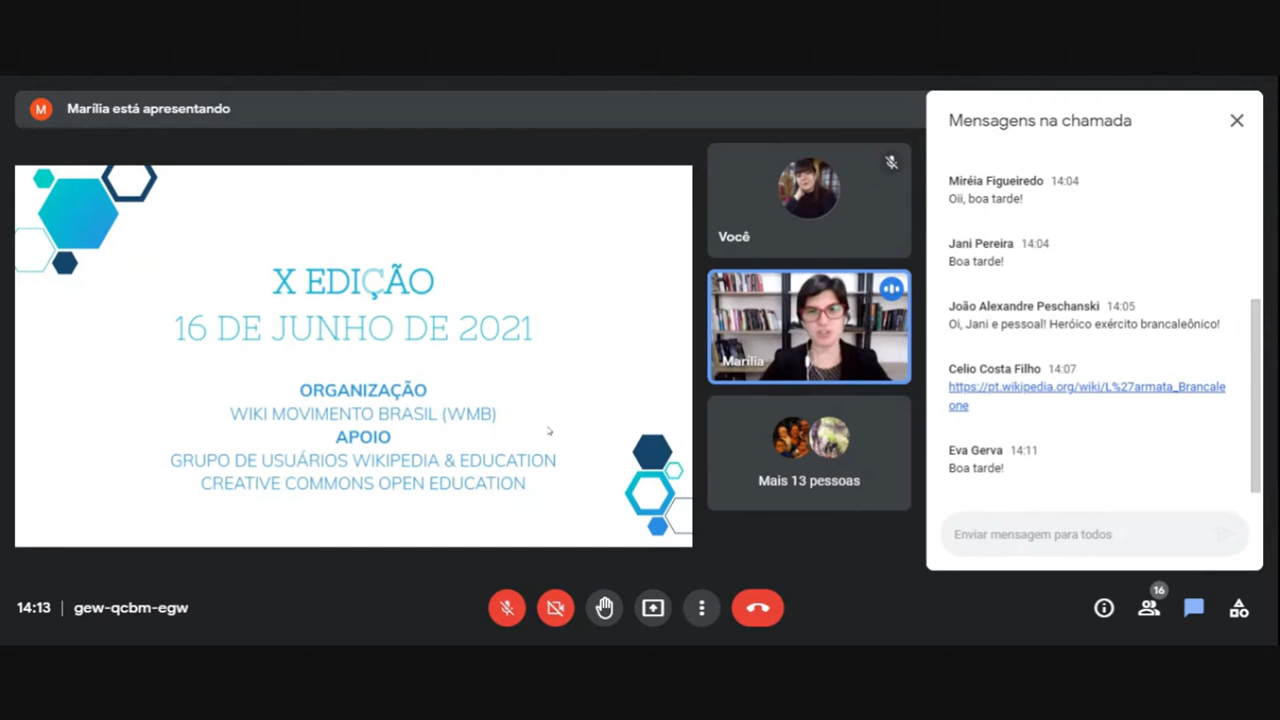 M
Marília está apresentando
X EDIÇÃO
16 DE JUNHO DE 2021
ORGANIZAÇÃO
WIKI MOVIMENTO BRASIL (WMB)
APOIO
GRUPO DE USUÁRIOS WIKIPEDIA & EDUCATION
CREATIVE COMMONS OPEN EDUCATION
Você
Marília
Mais 13 pessoas
Mensagens na chamada
Miréia Figueiredo 14:04
Oii, boa tarde!
Jani Pereira 14:04
Boa tarde!
João Alexandre Peschanski 14:05
Oi, Jani e pessoal! Heróico exército brancaleônico!
Celio Costa Filho 14:07
https://pt.wikipedia.org/wiki/L%27armata_Brancale
one
Eva Gerva 14:11
Boa tarde!
Enviar mensagem para todos
14:13 | gew-qcbm-egw
16